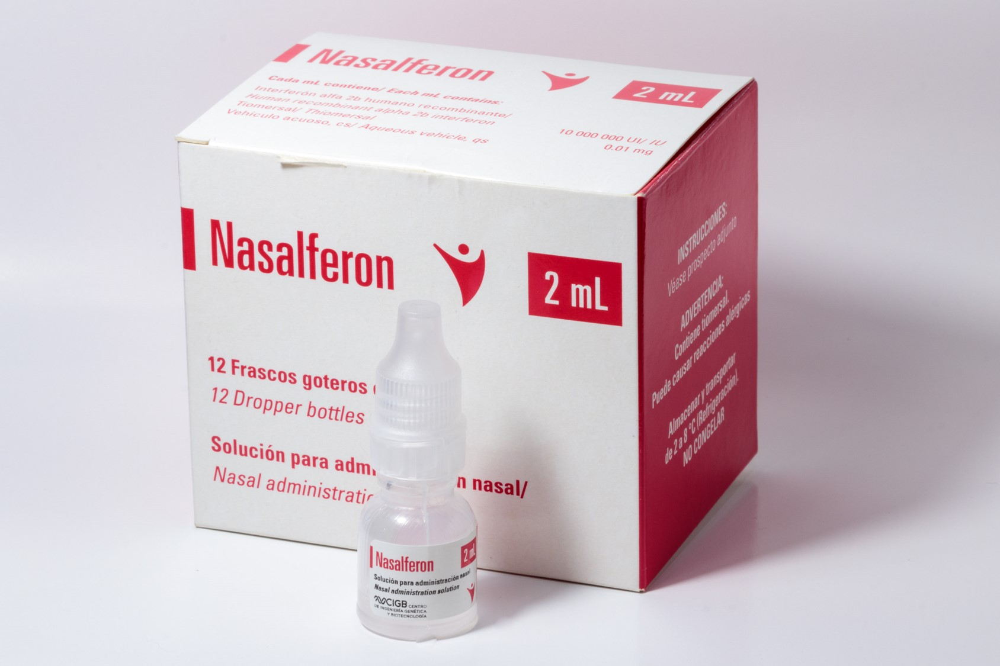 Nasalferon
2 mL
Cada mL contiene/ Each mL contains:
Interferón alfa 2b humano recombinante/
Human recombinant alpha 2b interferon
10 000 000 UI/ IU
Tiomersal/ Thiomersal
0.01 mg
Vehículo acuoso, cs/ Aqueous vehicle, qs
Nasalferon
2 mL
12 Frascos goteros
12 Dropper bottles
Solución para adm n nasal/
Nasal administratio
INSTRUCCIONES:
Véase prospecto adjunto
ADVERTENCIA:
Contiene tiomersal.
Puede causar reacciones alérgicas
Almacenar y transportar
de 2 a 8 °C (Refrigeración).
NO CONGELAR
Nasalferon
2 mL
Solución para administración nasal
Nasal administration solution
CIGB CENTRO
DE INGENIERÍA GENÉTICA
Y BIOTECNOLOGÍA